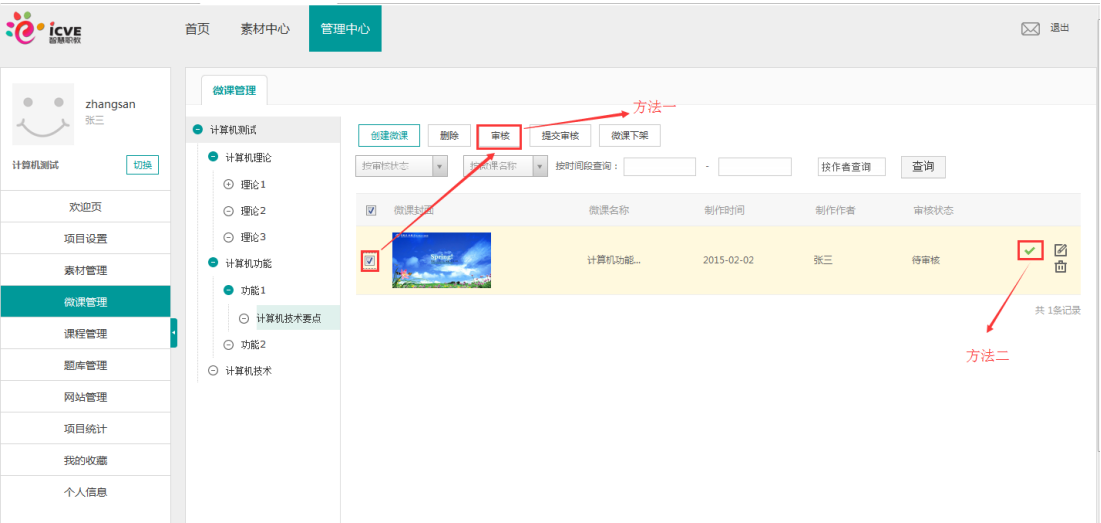 icve
智慧职教
首页 素材中心 管理中心 退出
zhangsan
张三
计算机测试 切换
欢迎页
项目设置
素材管理
微课管理
课程管理
题库管理
网站管理
项目统计
我的收藏
个人信息
微课管理
计算机测试
计算机理论
理论1
理论2
理论3
计算机功能
功能1
计算机技术要点
功能2
计算机技术
方法一
创建微课 删除 审核 提交审核 微课下架
按审核状态 按微课名称 按时间段查询: - 按作者查询 查询
微课封面 微课名称 制作时间 制作作者 审核状态
Spring!
计算机功能... 2015-02-02 张三 待审核
共 1条记录
方法二